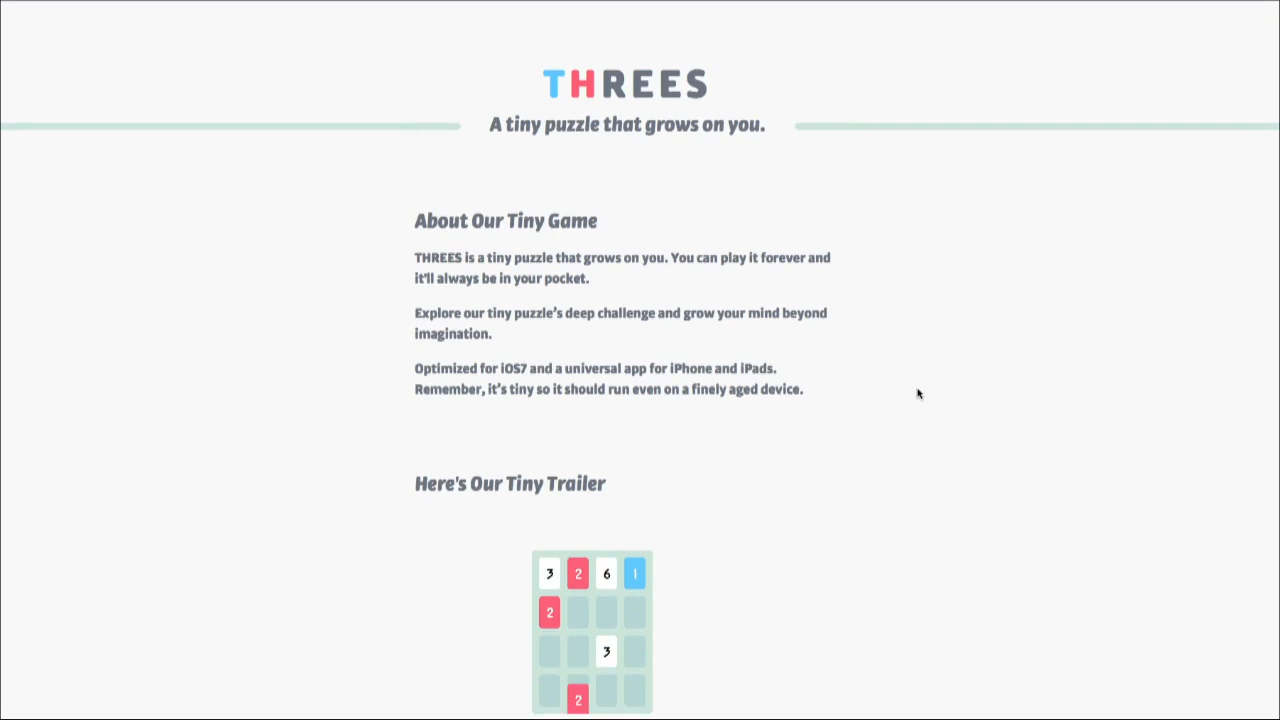 THREES
A tiny puzzle that grows on you.
About Our Tiny Game
THREES is a tiny puzzle that grows on you. You can play it forever and
it'll always be in your pocket.
Explore our tiny puzzle's deep challenge and grow your mind beyond
imagination.
Optimized for iOS7 and a universal app for iPhone and iPads.
Remember, it's tiny so it should run even on a finely aged device.
Here's Our Tiny Trailer
3 2 6 1
2
3
2